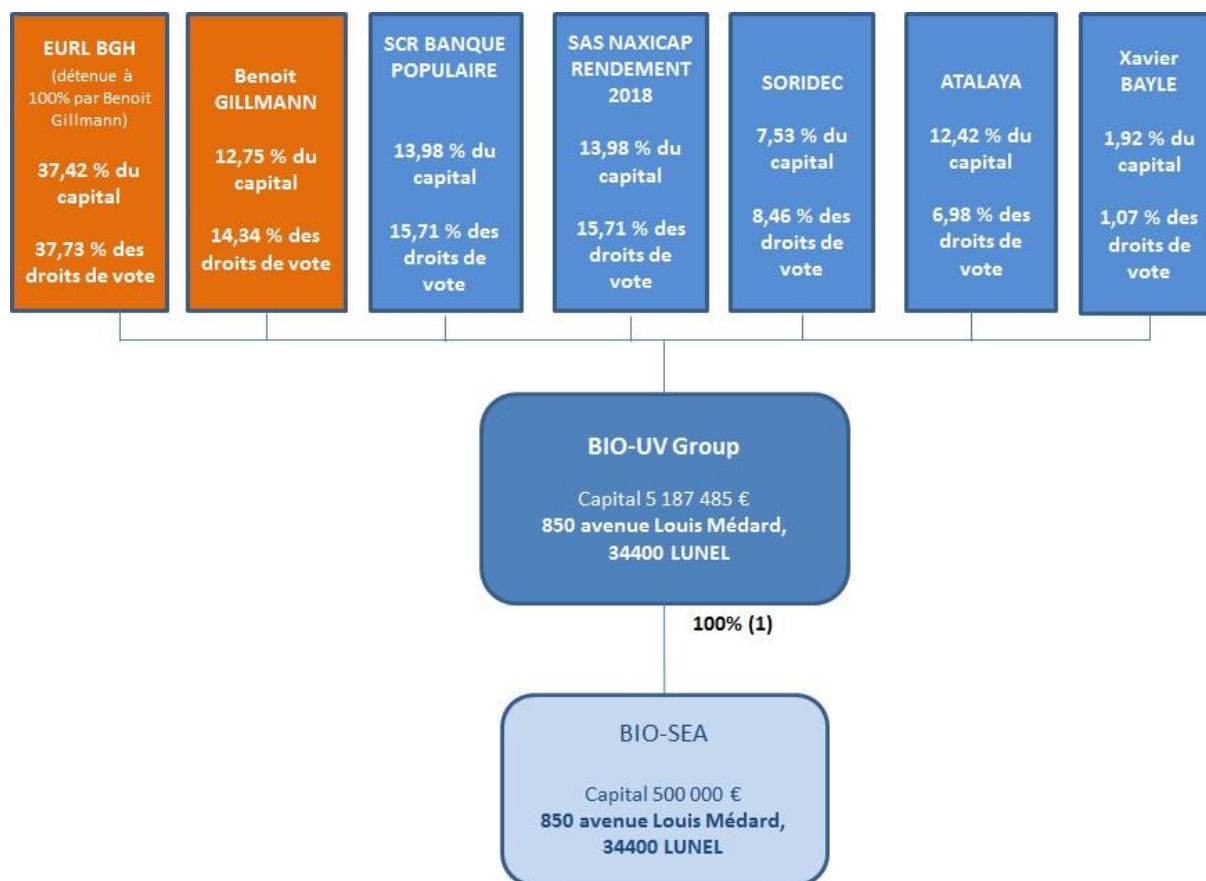 EURL BGH
(détenue à
100% par Benoit
Gillmann)
37,42 % du
capital
37,73 % des
droits de vote
Benoit
GILLMANN
12,75 % du
capital
14,34 % des
droits de vote
SCR BANQUE
POPULAIRE
13,98 % du
capital
15,71 % des
droits de
vote
SAS NAXICAP
RENDEMENT
2018
13,98 % du
capital
15,71 % des
droits de
vote
SORIDEC
7,53 % du
capital
8,46 % des
droits de
vote
ATALAYA
12,42 % du
capital
6,98 % des
droits de
vote
Xavier
BAYLE
1,92 % du
capital
1,07 % des
droits de
vote
BIO-UV Group
Capital 5 187 485 €
850 avenue Louis Médard,
34400 LUNEL
100% (1)
BIO-SEA
Capital 500 000 €
850 avenue Louis Médard,
34400 LUNEL